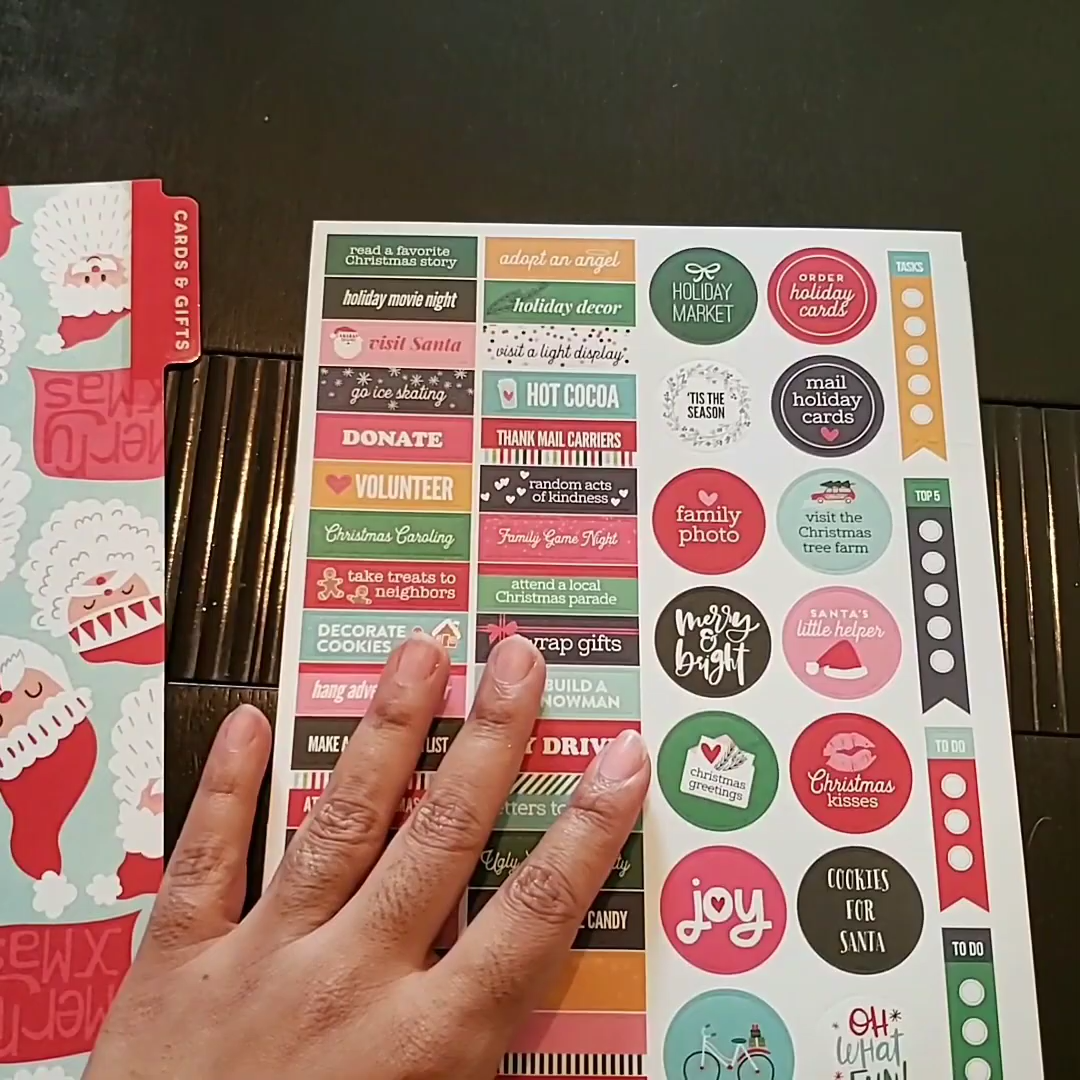 CARDS & GIFTS
Merry
Xmas
Merry
Xmas
read a favorite
Christmas story
holiday movie night
visit Santa
go ice skating
DONATE
VOLUNTEER
Christmas Caroling
take treats to
neighbors
DECORATE
COOKIES
hang
MAKE A
LIST
adopt an angel
holiday decor
visit a light display
HOT COCOA
THANK MAIL CARRIERS
random acts
of kindness
Family Game Night
attend a local
Christmas parade
wrap gifts
BUILD A
SNOWMAN
Ugly
CANDY
HOLIDAY
MARKET
ORDER
holiday
cards
'TIS THE
SEASON
mail
holiday
cards
family
photo
visit the
Christmas
tree farm
merry
&
bright
SANTA'S
little helper
christmas
greetings
Christmas
kisses
joy
COOKIES
FOR
SANTA
OH
WHAT
FUN!
TASKS
TOP 5
TO DO
TO DO